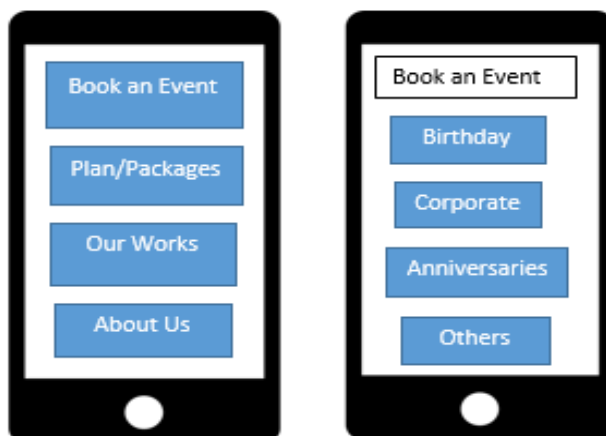 Book an Event
Plan/Packages
Our Works
About Us
Book an Event
Birthday
Corporate
Anniversaries
Others